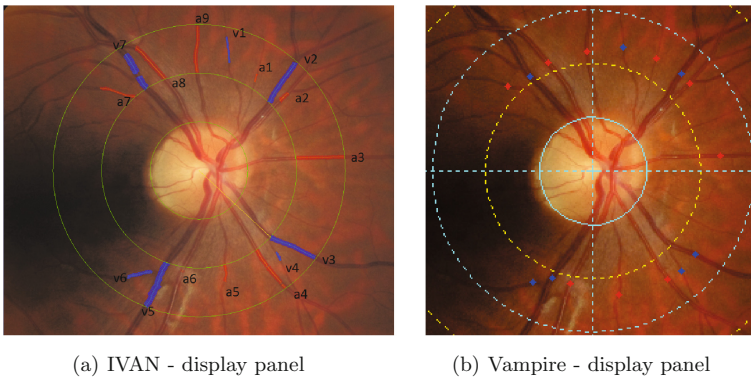 a9
v1
v7
v2
a1
a8
a7
a2
a3
v3
v4
v6
a6
a5
a4
v5
(a) IVAN - display panel
(b) Vampire - display panel